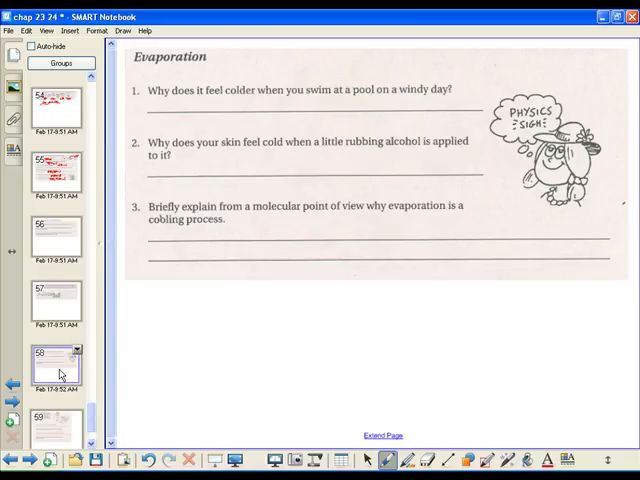 chap 23 24 * - SMART Notebook
File Edit View Insert Format Draw Help
Auto-hide
Groups
54
Feb 17-9:51 AM
55
Feb 17-9:51 AM
56
Feb 17-9:51 AM
57
Feb 17-9:51 AM
58
Feb 17-9:52 AM
59
Evaporation
1. Why does it feel colder when you swim at a pool on a windy day?
2. Why does your skin feel cold when a little rubbing alcohol is applied
to it?
3. Briefly explain from a molecular point of view why evaporation is a
cobling process.
PHYSICS
SIGH
Extend Page